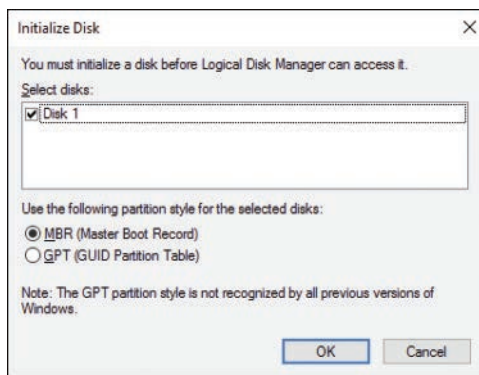 Initialize Disk
You must initialize a disk before Logical Disk Manager can access it.
Select disks:
Disk 1
Use the following partition style for the selected disks:
MBR (Master Boot Record)
GPT (GUID Partition Table)
Note: The GPT partition style is not recognized by all previous versions of
Windows.
OK Cancel